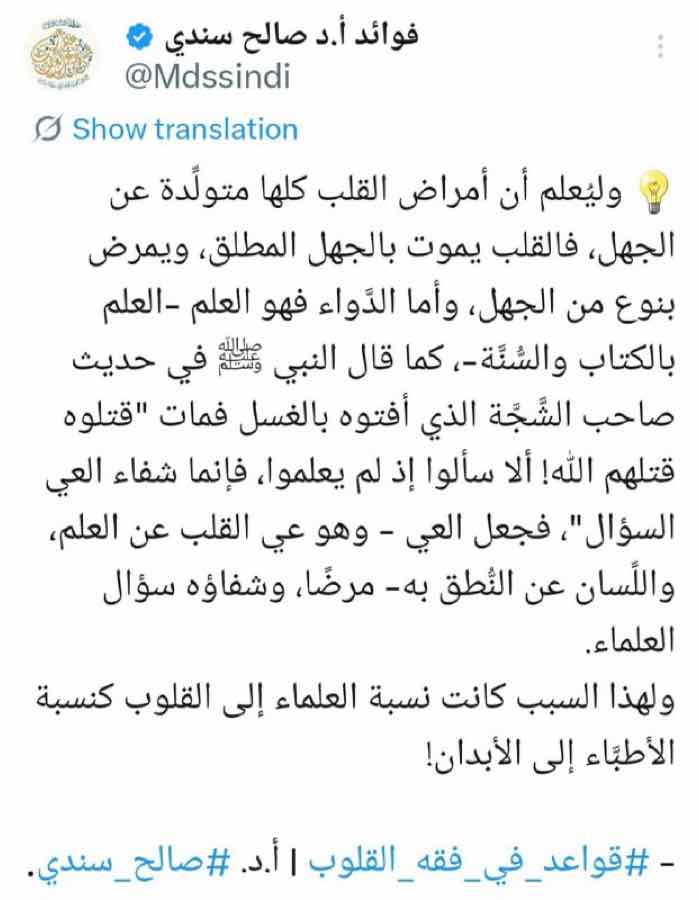 فوائد أ.د صالح سندي
@Mdssindi
Show translation
وليُعلم أن أمراض القلب كلها متولِّدة عن
الجهل، فالقلب يموت بالجهل المطلق، ويمرض
بنوع من الجهل، وأما الدَّواء فهو العلم -العلم
بالكتاب والسُّنَّة-، كما قال النبي ﷺ في حديث
صاحب الشَّجَّة الذي أفتوه بالغسل فمات "قتلوه
قتلهم الله! ألا سألوا إذ لم يعلموا، فإنما شفاء العي
السؤال"، فجعل العي - وهو عي القلب عن العلم،
واللِّسان عن النُّطق به- مرضًا، وشفاؤه سؤال
العلماء.
ولهذا السبب كانت نسبة العلماء إلى القلوب كنسبة
الأطبَّاء إلى الأبدان!
- #قواعد_في_فقه_القلوب | أ.د. #صالح_سندي.